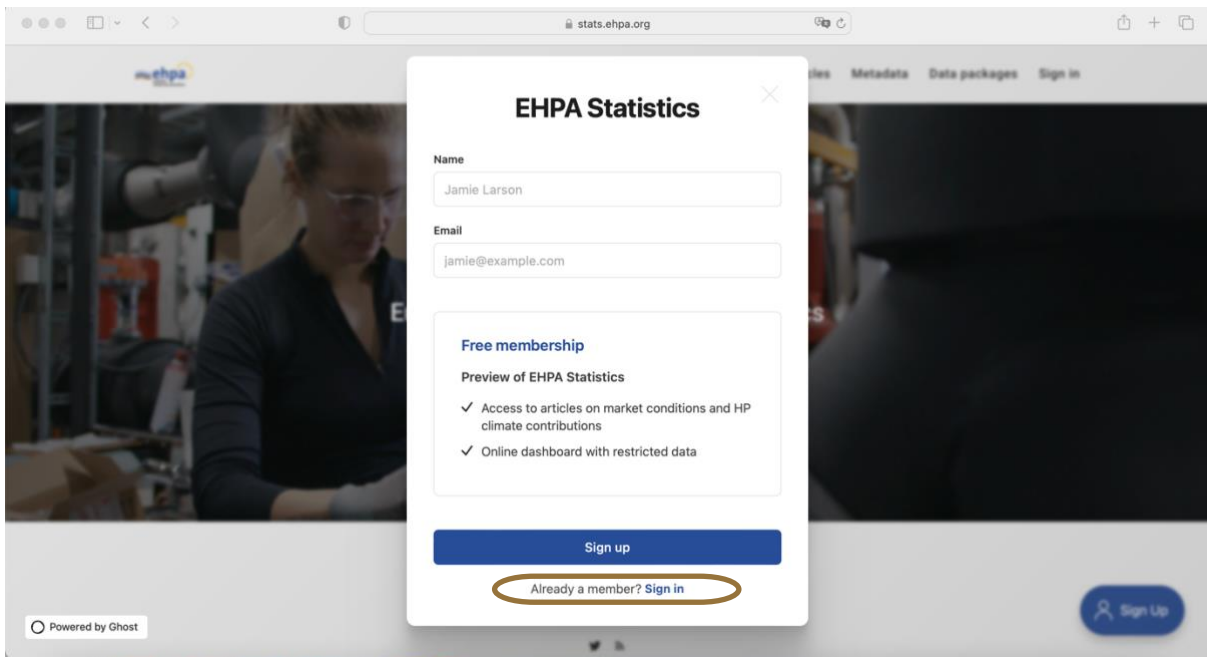 stats.ehpa.org
ehpa
Metadata Data packages Sign in
EHPA Statistics
Name
Jamie Larson
Email
jamie@example.com
Free membership
Preview of EHPA Statistics
Access to articles on market conditions and HP
climate contributions
Online dashboard with restricted data
Sign up
Already a member? Sign in
Sign Up
Powered by Ghost